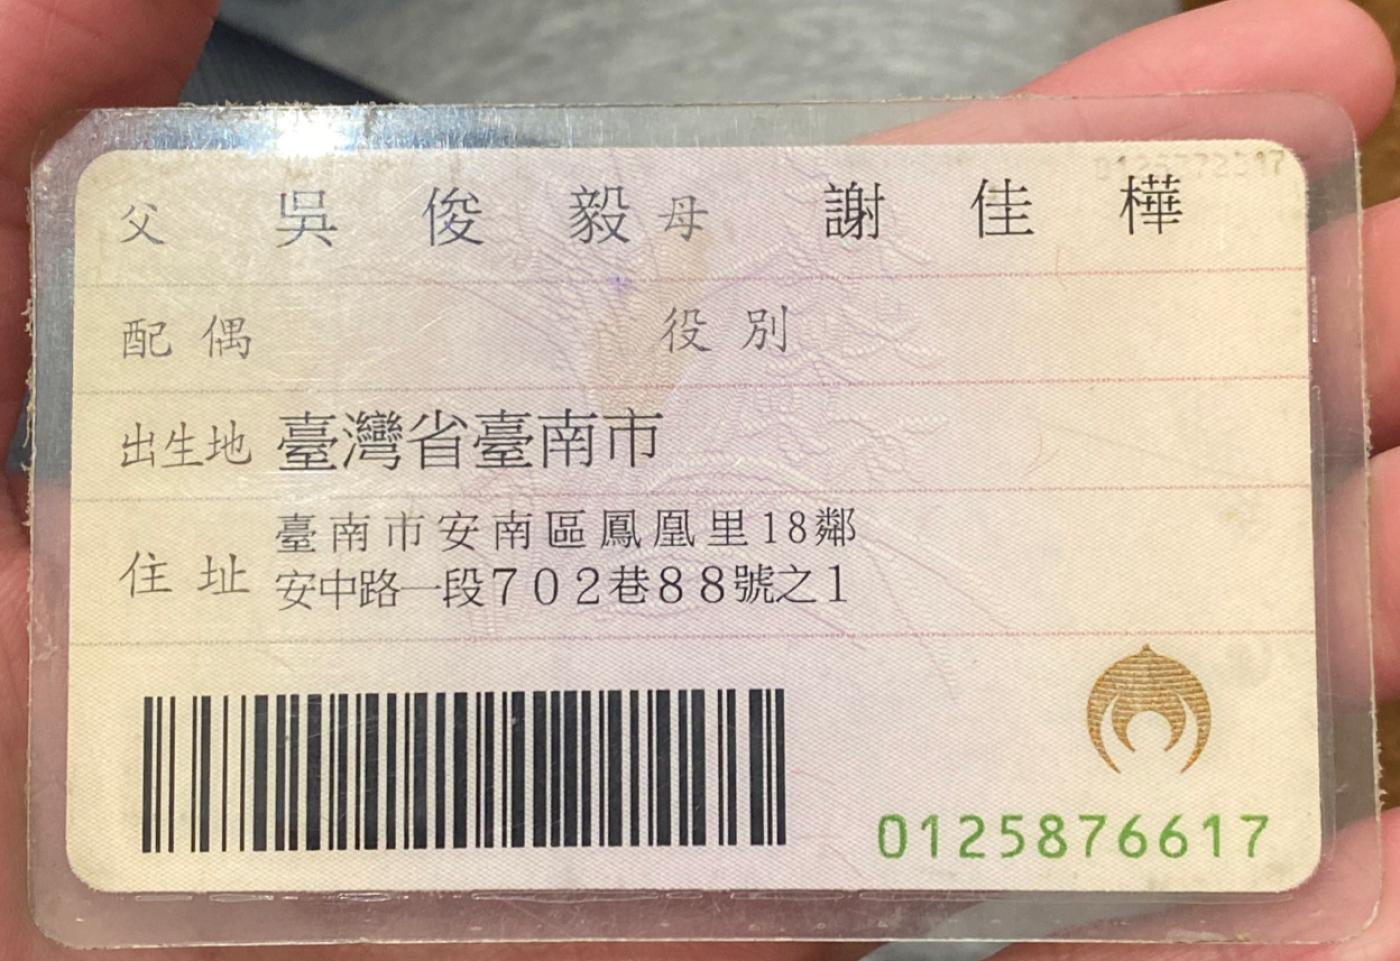 父 吳俊毅 母 謝佳樺
配偶 役別
出生地 臺灣省臺南市
住址 臺南市安南區鳳凰里18鄰
安中路一段702巷88號之1
0125876617